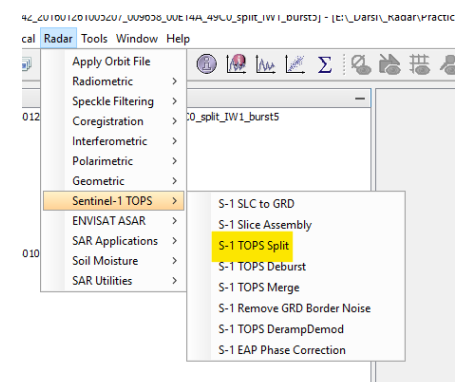 42_20160126T005207_009658_00E14A_49C0_split_IW1_burst5] - [E:\_Darsi\_Radar\Practic
cal Radar Tools Window Help
Apply Orbit File
Radiometric >
Speckle Filtering >
012 Coregistration > C0_split_IW1_burst5
Interferometric >
Polarimetric >
Geometric >
Sentinel-1 TOPS > S-1 SLC to GRD
ENVISAT ASAR > S-1 Slice Assembly
010 SAR Applications > S-1 TOPS Split
Soil Moisture > S-1 TOPS Deburst
SAR Utilities > S-1 TOPS Merge
S-1 Remove GRD Border Noise
S-1 TOPS DerampDemod
S-1 EAP Phase Correction